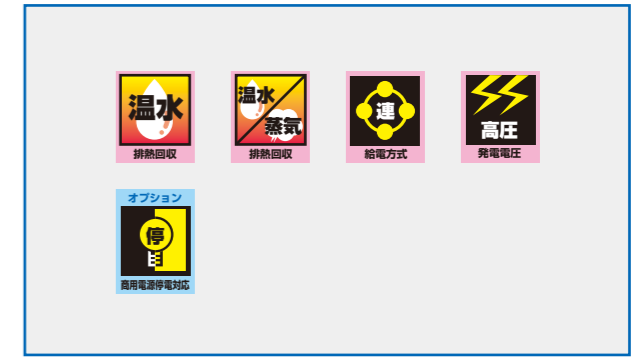 温水
排熱回収
温水
蒸気
排熱回収
連
給電方式
高圧
発電電圧
オプション
停
商用電源停電対応